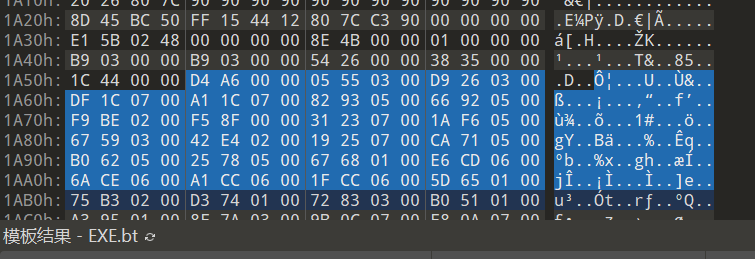 1A20h: 8D 45 BC 50 FF 15 44 12 80 7C C3 90 00 00 00 00 .E¼Pÿ.D.€|Ã.....
1A30h: E1 5B 02 48 00 00 00 00 8E 4B 00 00 01 00 00 00 á[.H....ŽK......
1A40h: B9 03 00 00 B9 03 00 00 54 26 00 00 38 35 00 00 ¹...¹...T&..85..
1A50h: 1C 44 00 00 D4 A6 00 00 05 55 03 00 D9 26 03 00 .D..Ô¦...U..Ù&..
1A60h: DF 1C 07 00 A1 1C 07 00 82 93 05 00 66 92 05 00 ß...¡...‚“..f’..
1A70h: F9 BE 02 00 F5 8F 00 00 31 23 07 00 1A F6 05 00 ù¾..õ...1#...ö..
1A80h: 67 59 03 00 42 E4 02 00 19 25 07 00 CA 71 05 00 gY..Bä...%..Êq..
1A90h: B0 62 05 00 25 78 05 00 67 68 01 00 E6 CD 06 00 °b..%x..gh..æÍ..
1AA0h: 6A CE 06 00 A1 CC 06 00 1F CC 06 00 5D 65 01 00 jÎ..¡Ì...Ì..]e..
1AB0h: 75 B3 02 00 D3 74 01 00 72 83 03 00 B0 51 01 00 u³..Ót..rƒ..°Q..
模板结果 - EXE.bt